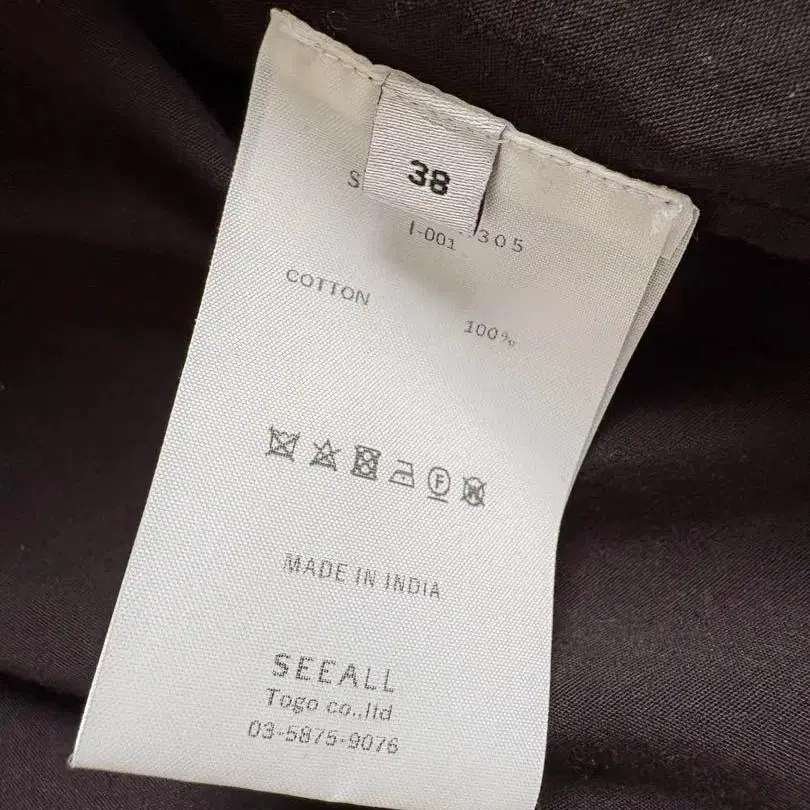 38
S 305
I-001
COTTON
100%
MADE IN INDIA
SEEALL
Togo co.,ltd
03-5875-9076